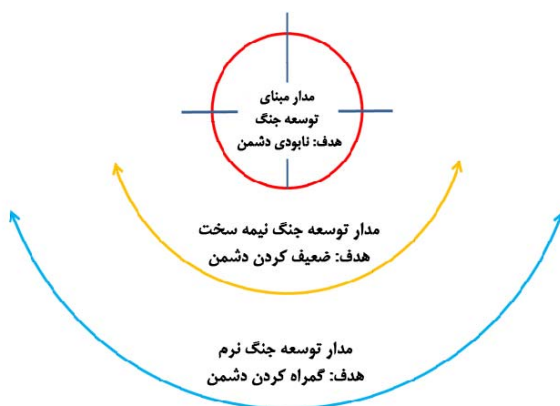 مدار مبنای
توسعه جنگ
هدف: نابودی دشمن
مدار توسعه جنگ نیمه سخت
هدف: ضعیف کردن دشمن
مدار توسعه جنگ نرم
هدف: گمراه کردن دشمن